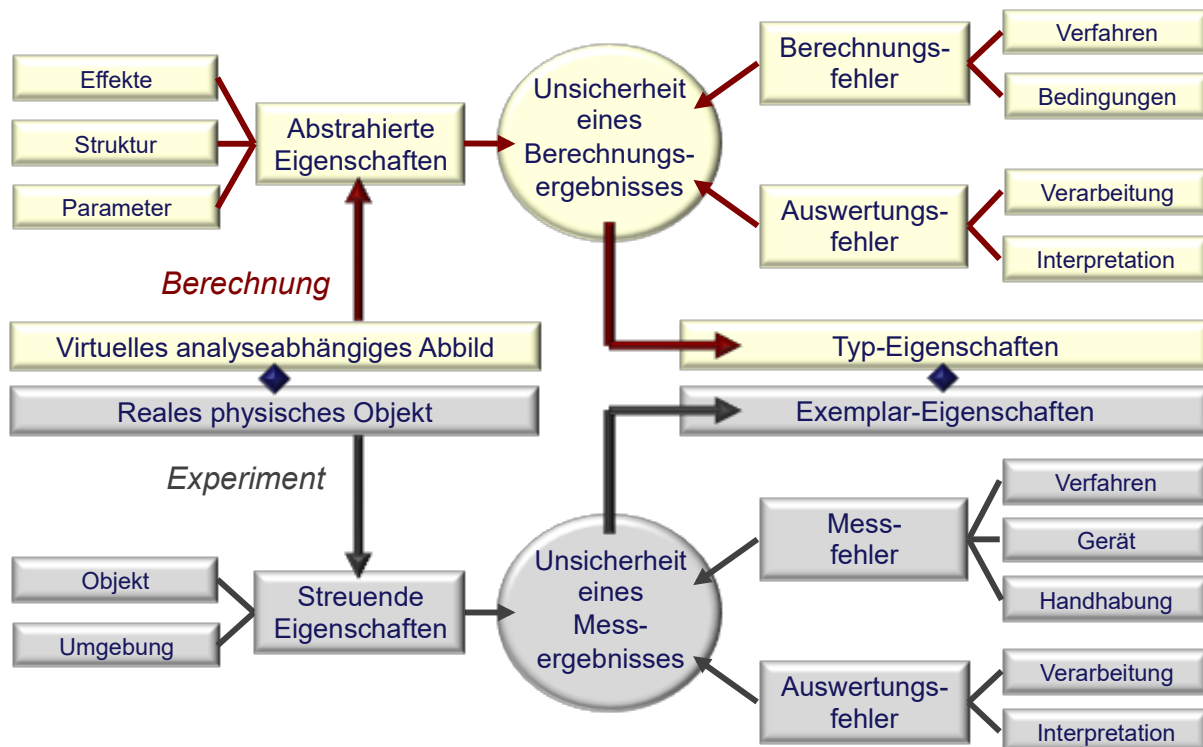 Effekte
Struktur
Parameter
Abstrahierte
Eigenschaften
Unsicherheit
eines
Berechnungs-
ergebnisses
Berechnungs-
fehler
Verfahren
Bedingungen
Auswertungs-
fehler
Verarbeitung
Interpretation
Berechnung
Virtuelles analyseabhängiges Abbild
Typ-Eigenschaften
Reales physisches Objekt
Exemplar-Eigenschaften
Experiment
Objekt
Umgebung
Streuende
Eigenschaften
Unsicherheit
eines
Mess-
ergebnisses
Mess-
fehler
Verfahren
Gerät
Handhabung
Auswertungs-
fehler
Verarbeitung
Interpretation